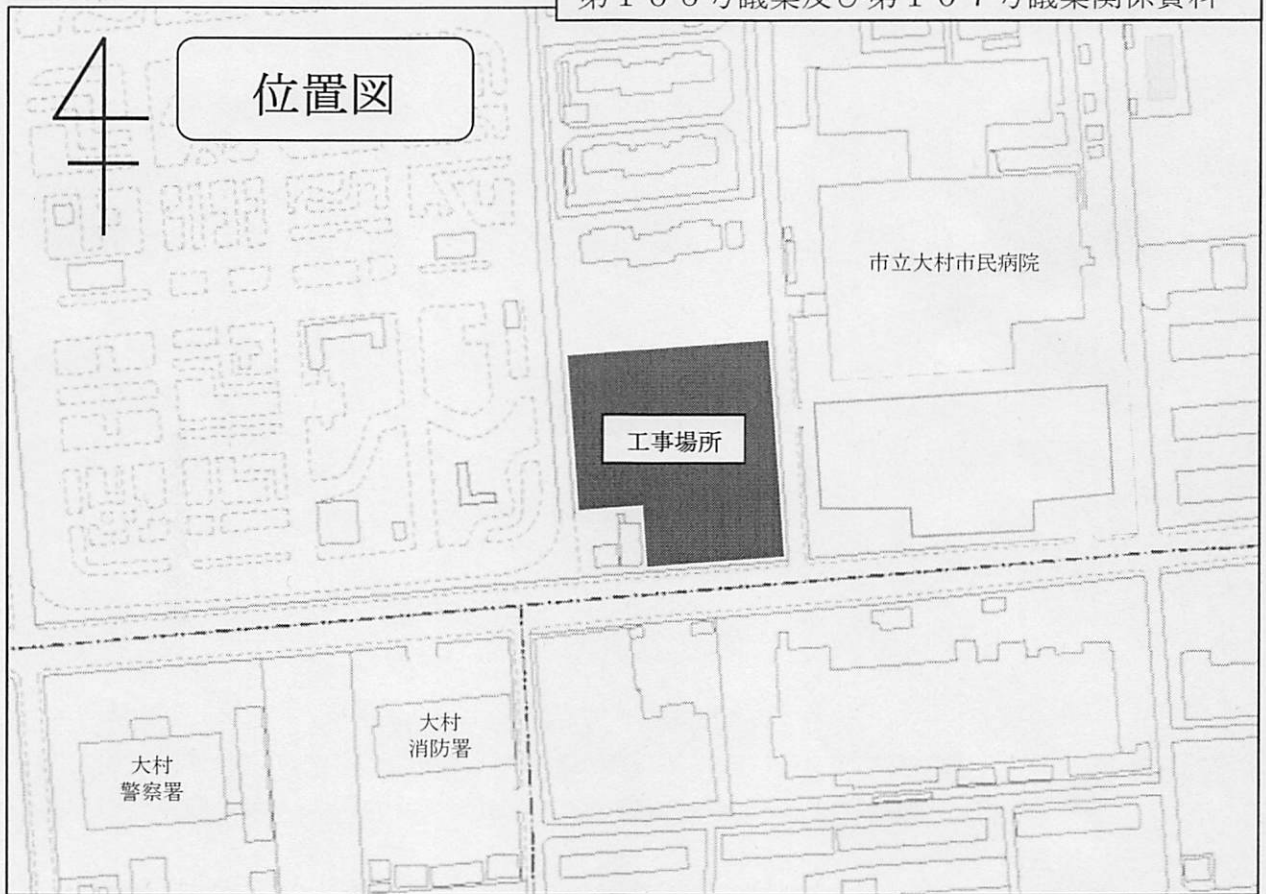 第１０６号議案及び第１０７号議案関係資料
位置図
市立大村市民病院
工事場所
大村
消防署
大村
警察署